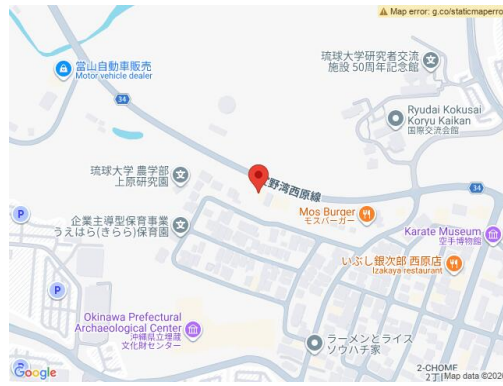 Map error: g.co/staticmaperro
琉球大学研究者交流
施設 50周年記念館
當山自動車販売
Motor vehicle dealer
34
Ryudai Kokusai
Koryu Kaikan
国際交流会館
琉球大学 農学部
上原研究園
野湾西原線
34
Mos Burger
モスバーガー
P
企業主導型保育事業
うえはら(きらら)保育園
Karate Museum
空手博物館
いぶし銀次郎 西原店
Izakaya restaurant
P
Okinawa Prefectural
Archaeological Center
沖縄県立埋蔵
文化財センター
ラーメンとライス
ソウハチ家
P
2-CHOME
2丁
Google
Map data ©202